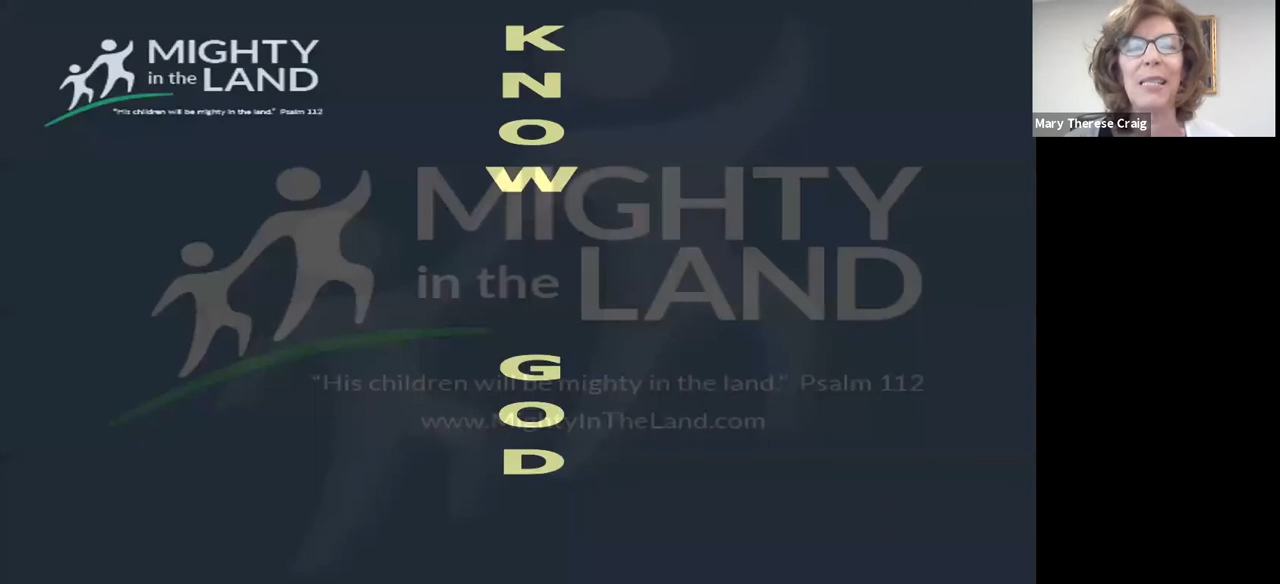 MIGHTY
in the LAND
"His children will be mighty in the land." Psalm 112
K
N
O
W
G
O
D
MIGHTY
in the LAND
"His children will be mighty in the land." Psalm 112
www.MightyInTheLand.com
Mary Therese Craig